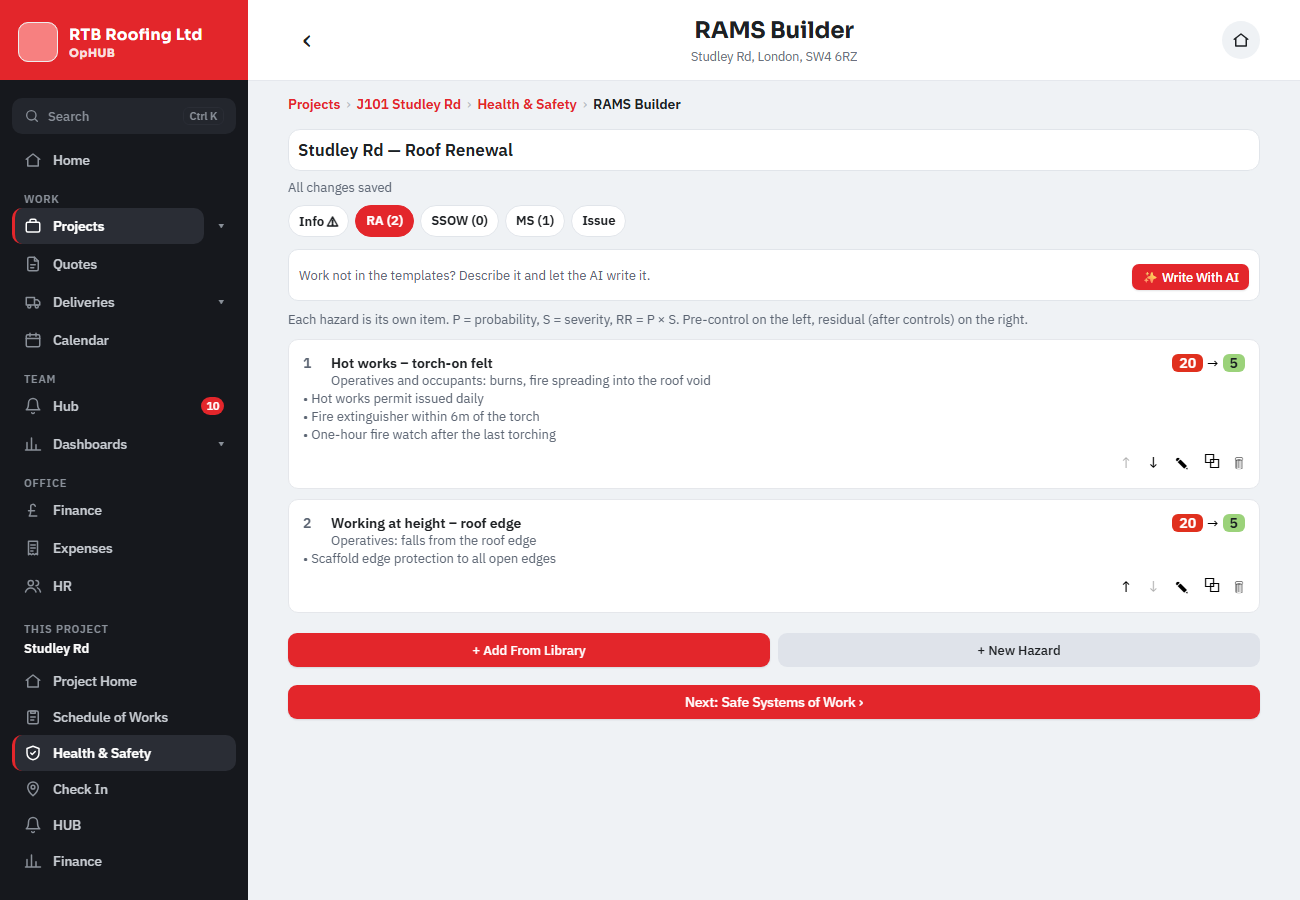 RTB Roofing Ltd
OpHUB
Search Ctrl K
Home
WORK
Projects
Quotes
Deliveries
Calendar
TEAM
Hub 10
Dashboards
OFFICE
Finance
Expenses
HR
THIS PROJECT
Studley Rd
Project Home
Schedule of Works
Health & Safety
Check In
HUB
Finance
RAMS Builder
Studley Rd, London, SW4 6RZ
Projects › J101 Studley Rd › Health & Safety › RAMS Builder
Studley Rd — Roof Renewal
All changes saved
Info ⚠ RA (2) SSOW (0) MS (1) Issue
Work not in the templates? Describe it and let the AI write it. ✨ Write With AI
Each hazard is its own item. P = probability, S = severity, RR = P × S. Pre-control on the left, residual (after controls) on the right.
1 Hot works – torch-on felt 20 → 5
Operatives and occupants: burns, fire spreading into the roof void
• Hot works permit issued daily
• Fire extinguisher within 6m of the torch
• One-hour fire watch after the last torching
2 Working at height – roof edge 20 → 5
Operatives: falls from the roof edge
• Scaffold edge protection to all open edges
+ Add From Library + New Hazard
Next: Safe Systems of Work ›